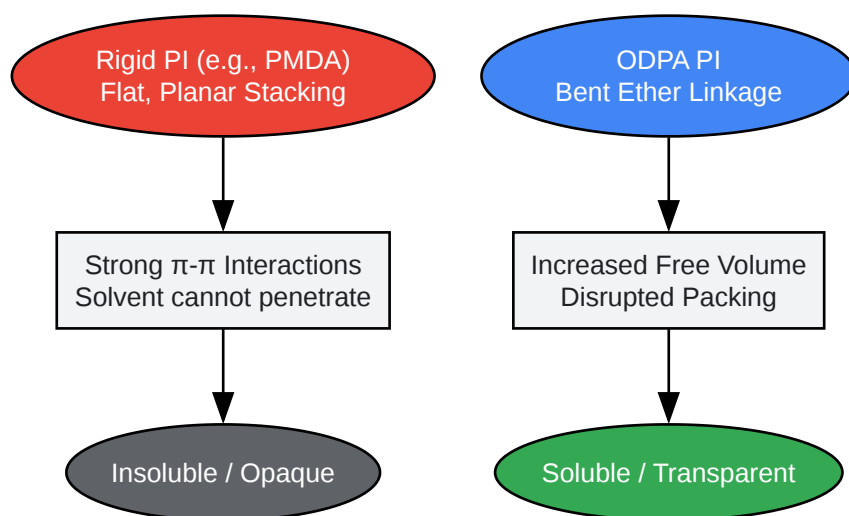 Rigid PI (e.g., PMDA)
Flat, Planar Stacking
ODPA PI
Bent Ether Linkage
Strong π-π Interactions
Solvent cannot penetrate
Increased Free Volume
Disrupted Packing
Insoluble / Opaque
Soluble / Transparent